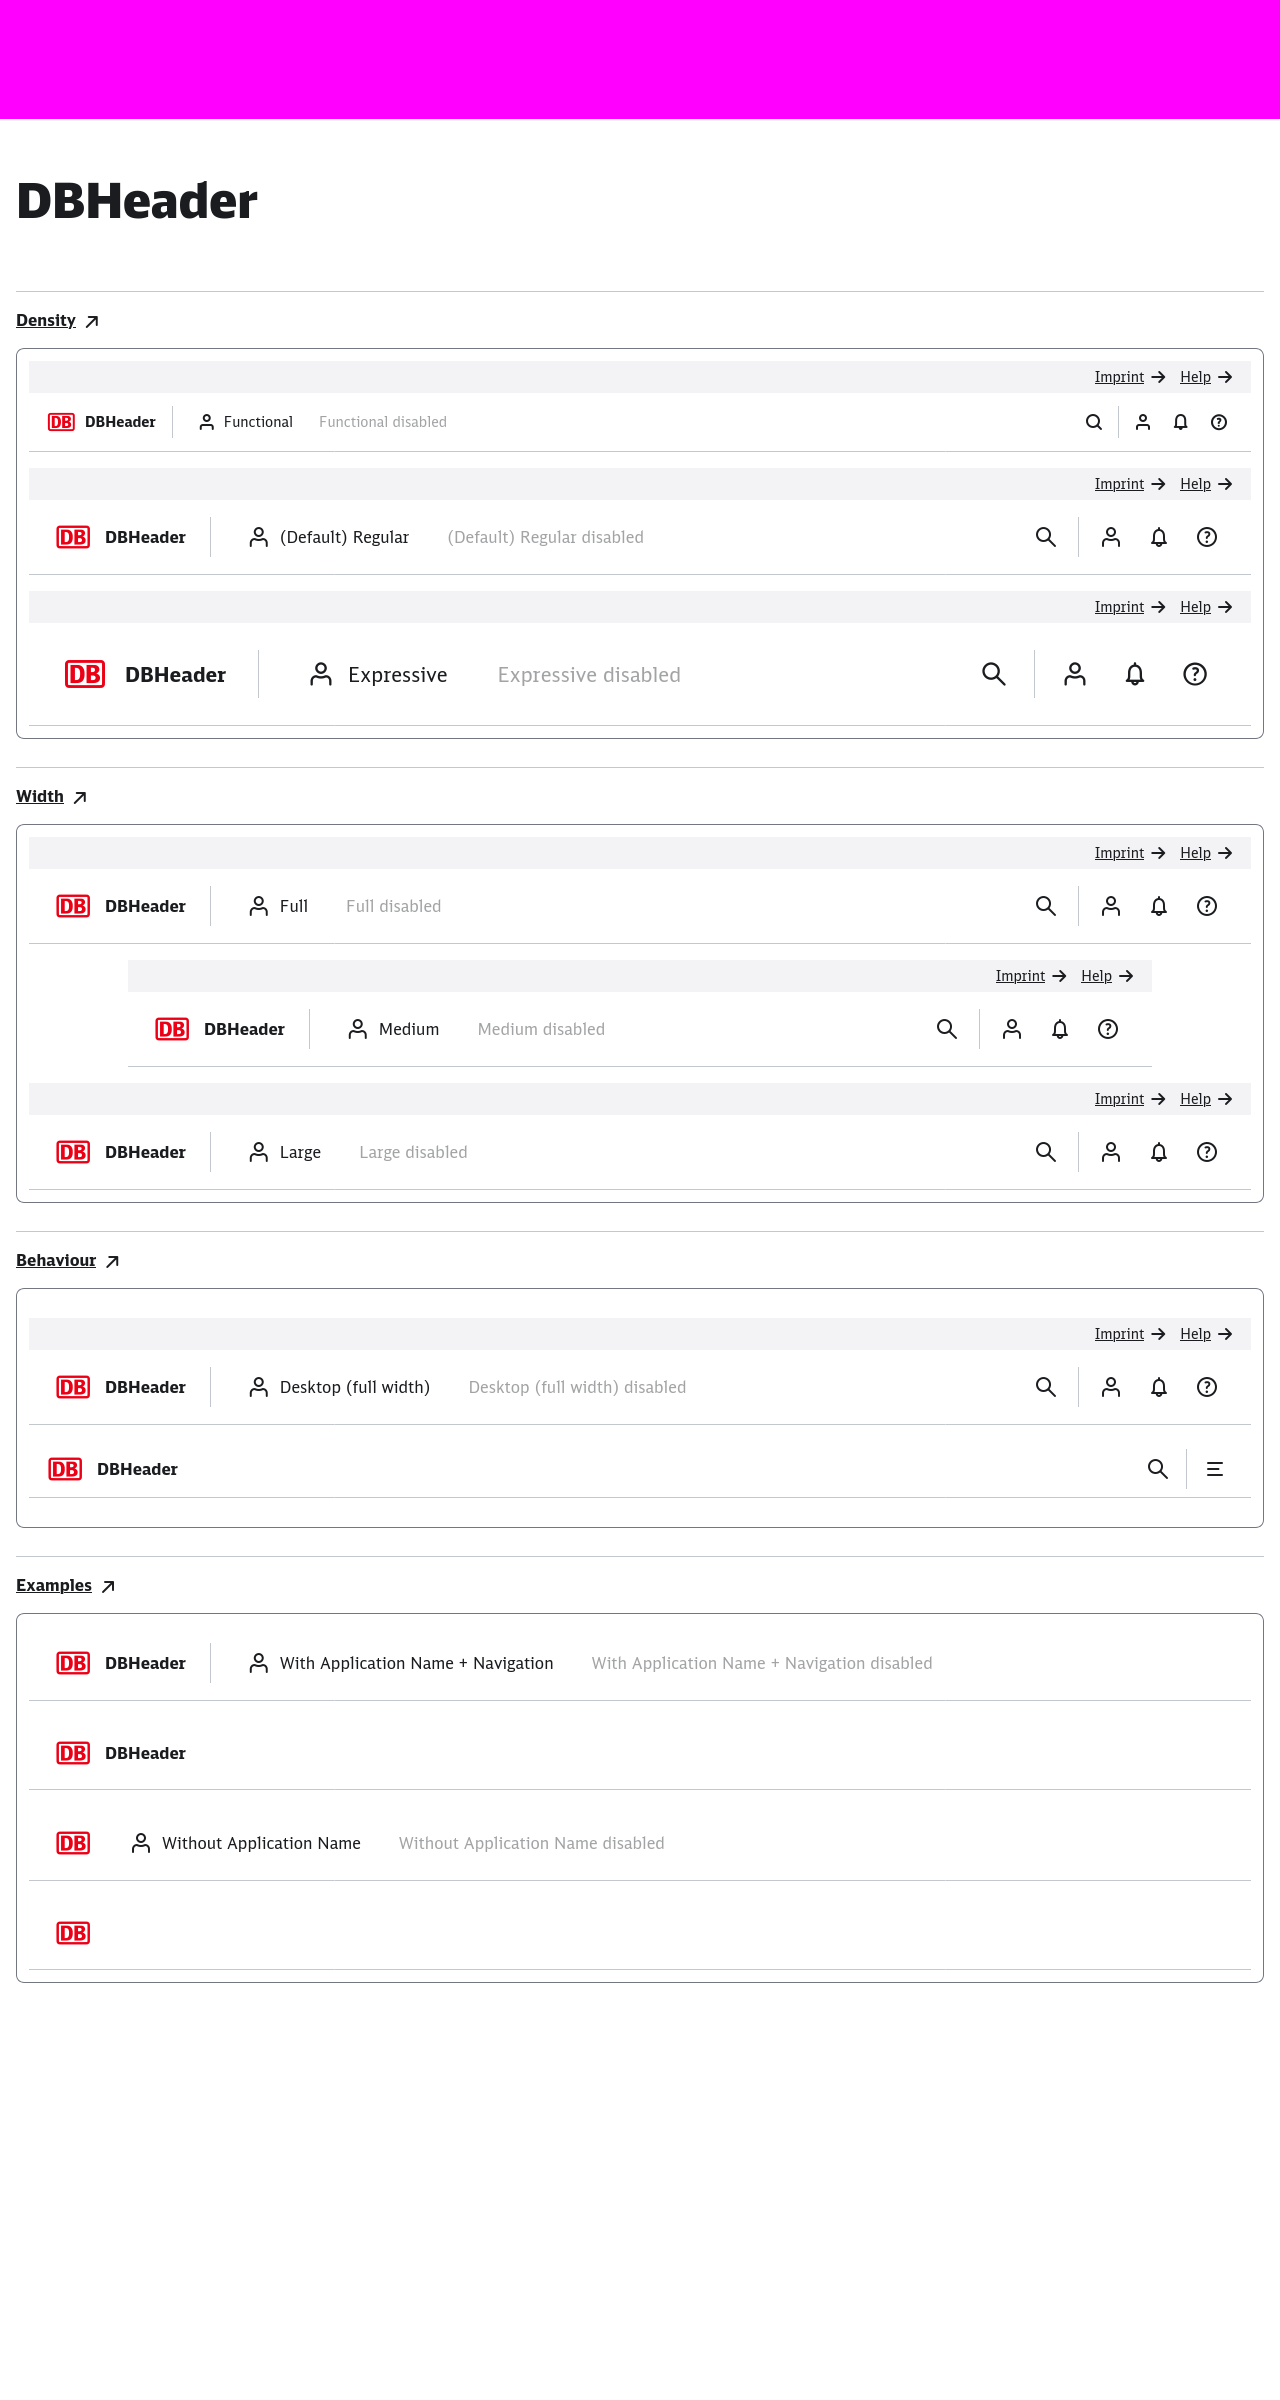 DBHeader
Density
Imprint Help
DB DBHeader Functional Functional disabled
Imprint Help
DB DBHeader (Default) Regular (Default) Regular disabled
Imprint Help
DB DBHeader Expressive Expressive disabled
Width
Imprint Help
DB DBHeader Full Full disabled
Imprint Help
DB DBHeader Medium Medium disabled
Imprint Help
DB DBHeader Large Large disabled
Behaviour
Imprint Help
DB DBHeader Desktop (full width) Desktop (full width) disabled
DB DBHeader
Examples
DB DBHeader With Application Name + Navigation With Application Name + Navigation disabled
DB DBHeader
DB Without Application Name Without Application Name disabled
DB